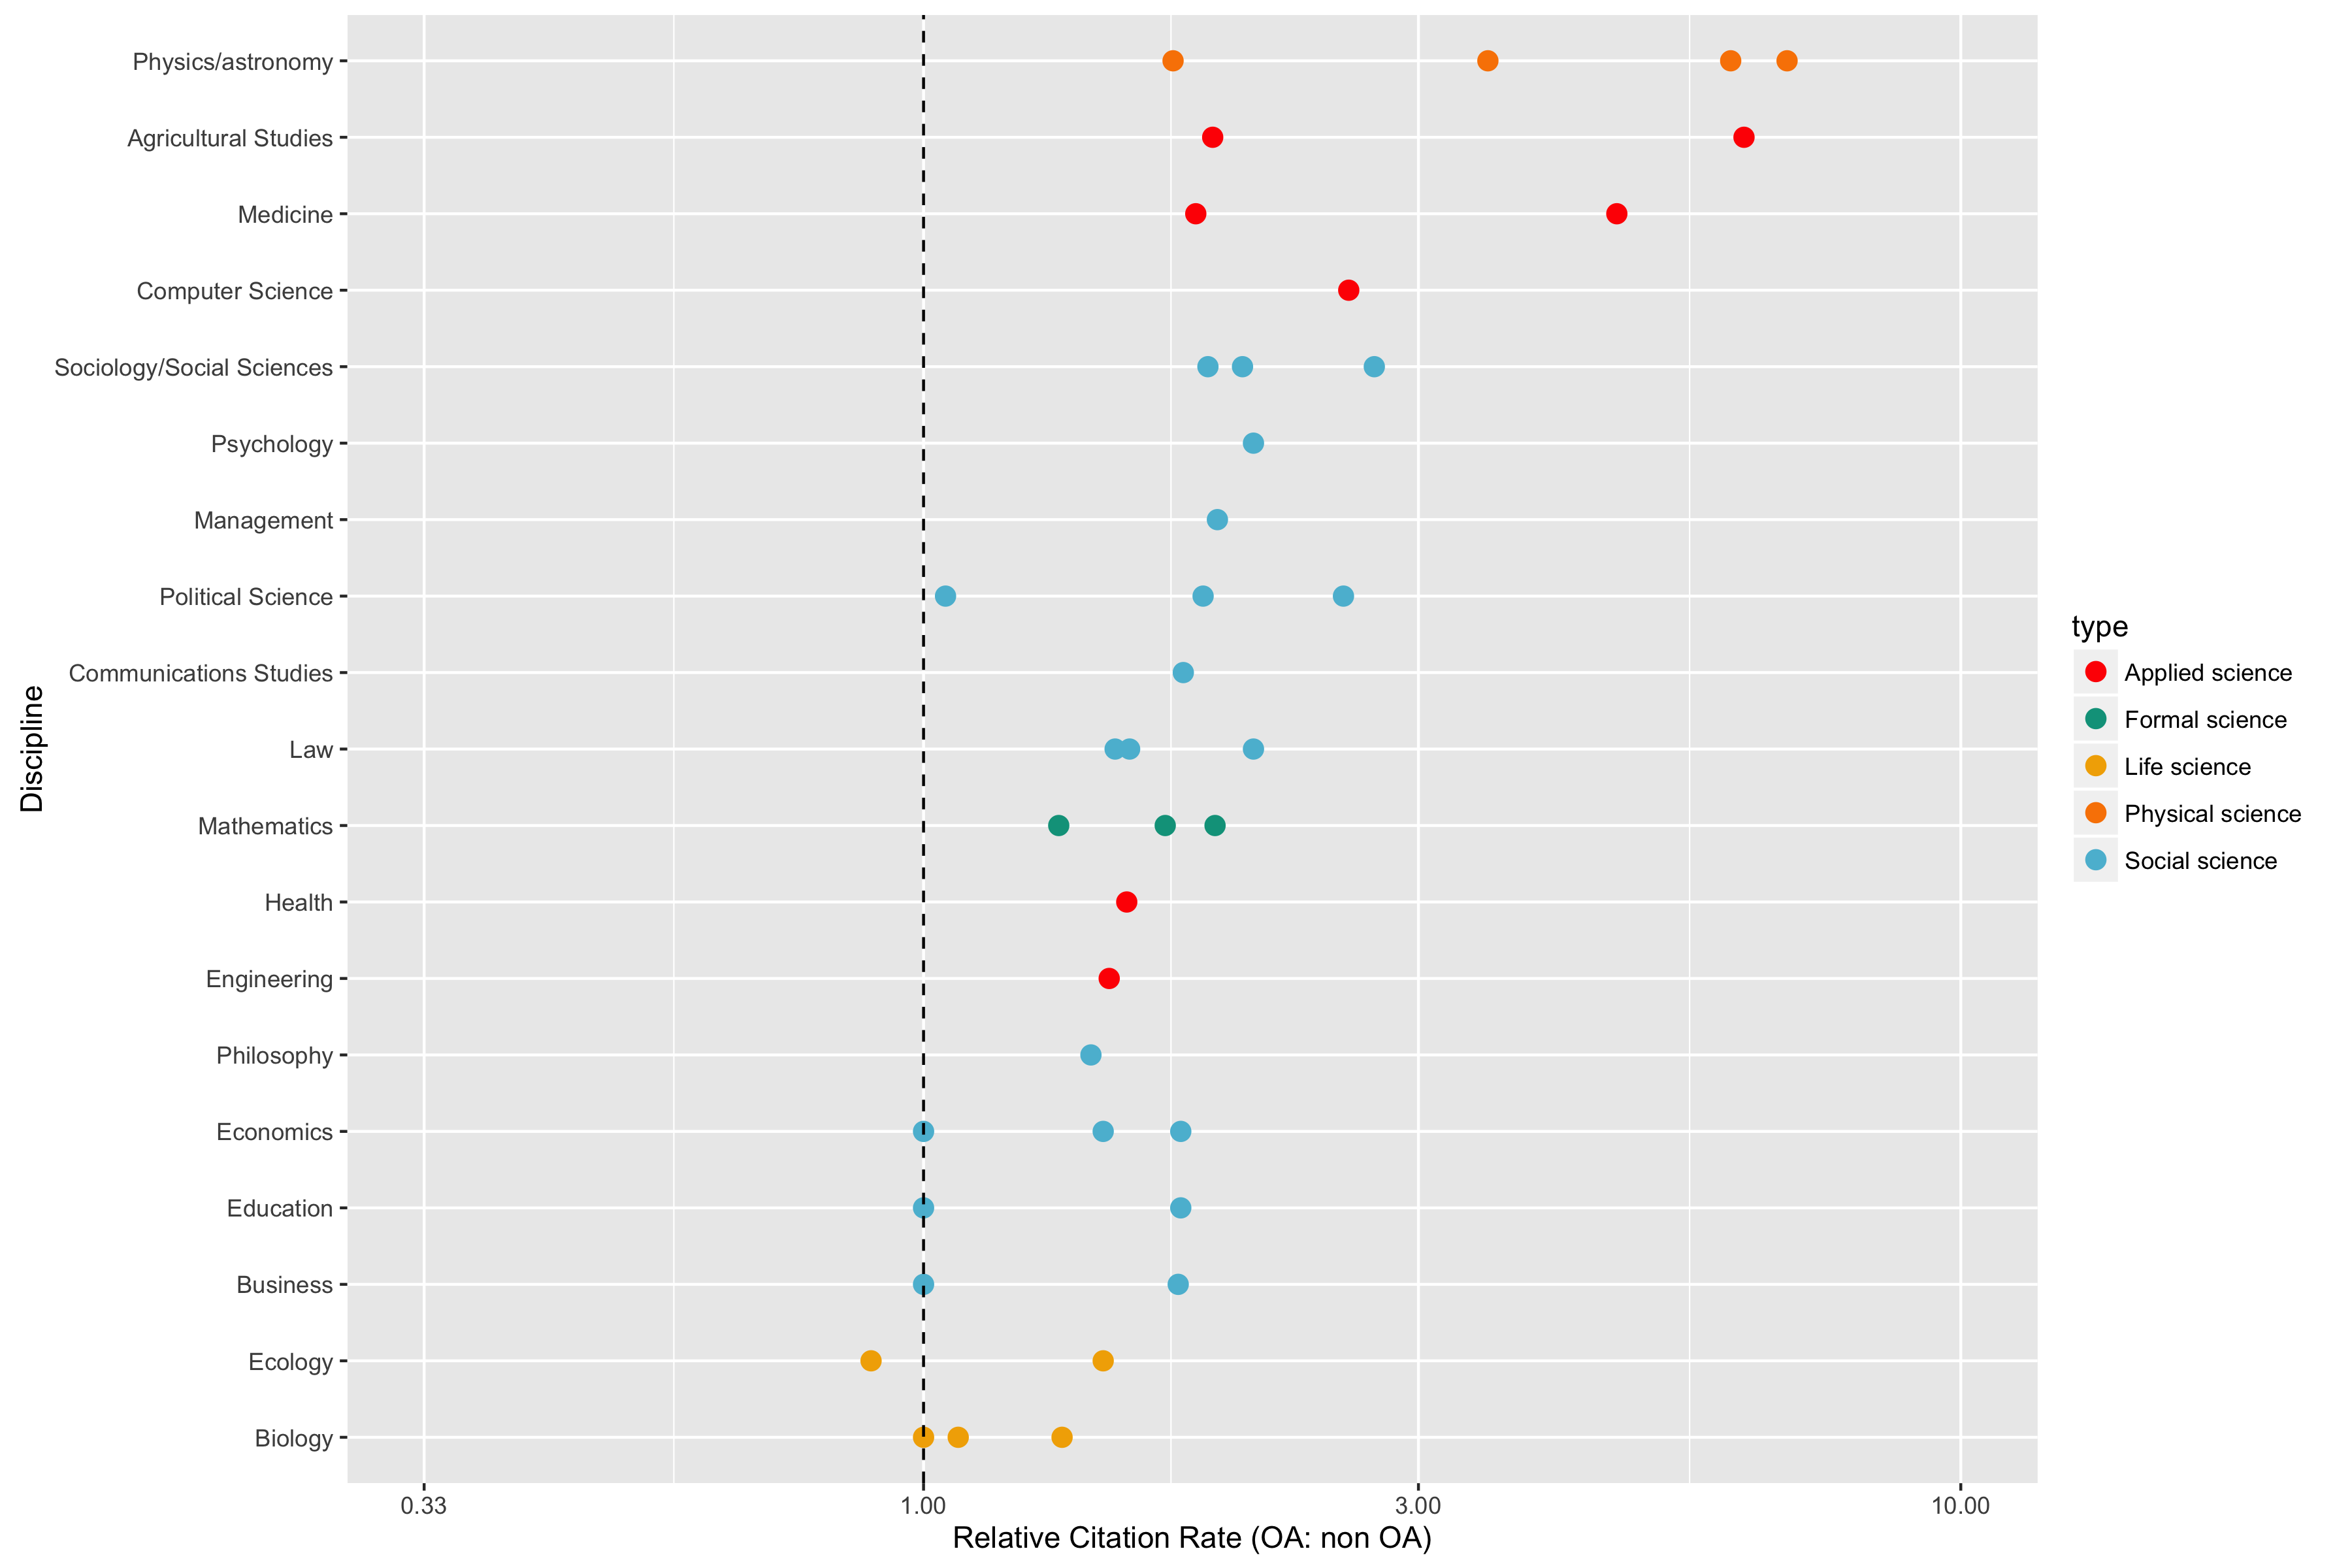 Physics/astronomy
Agricultural Studies
Medicine
Computer Science
Sociology/Social Sciences
Psychology
Management
Political Science
Communications Studies
Law
Mathematics
Health
Engineering
Philosophy
Economics
Education
Business
Ecology
Biology
Discipline
0.33 1.00 3.00 10.00
Relative Citation Rate (OA: non OA)
type
Applied science
Formal science
Life science
Physical science
Social science